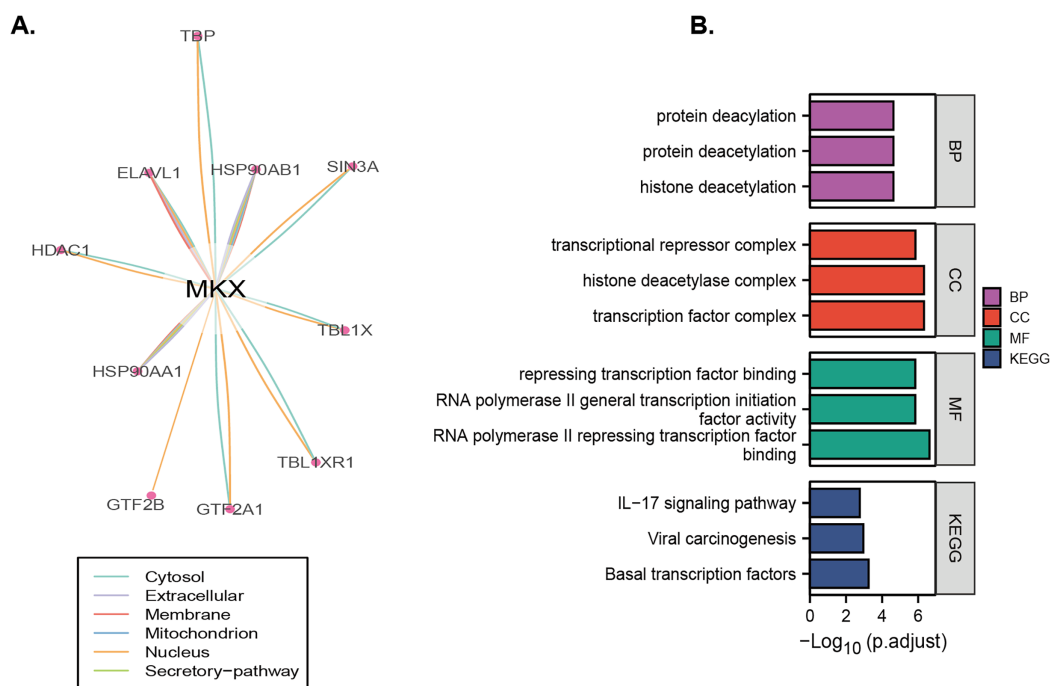 A.
TBP
ELAVL1
HSP90AB1
SIN3A
HDAC1
MKX
TBL1X
HSP90AA1
TBL1XR1
GTF2B
GTF2A1
Cytosol
Extracellular
Membrane
Mitochondrion
Nucleus
Secretory−pathway
B.
protein deacylation
protein deacetylation
histone deacetylation
BP
transcriptional repressor complex
histone deacetylase complex
transcription factor complex
CC
repressing transcription factor binding
RNA polymerase II general transcription initiation
factor activity
RNA polymerase II repressing transcription factor
binding
MF
IL−17 signaling pathway
Viral carcinogenesis
Basal transcription factors
KEGG
0 2 4 6
−Log10 (p.adjust)
BP
CC
MF
KEGG